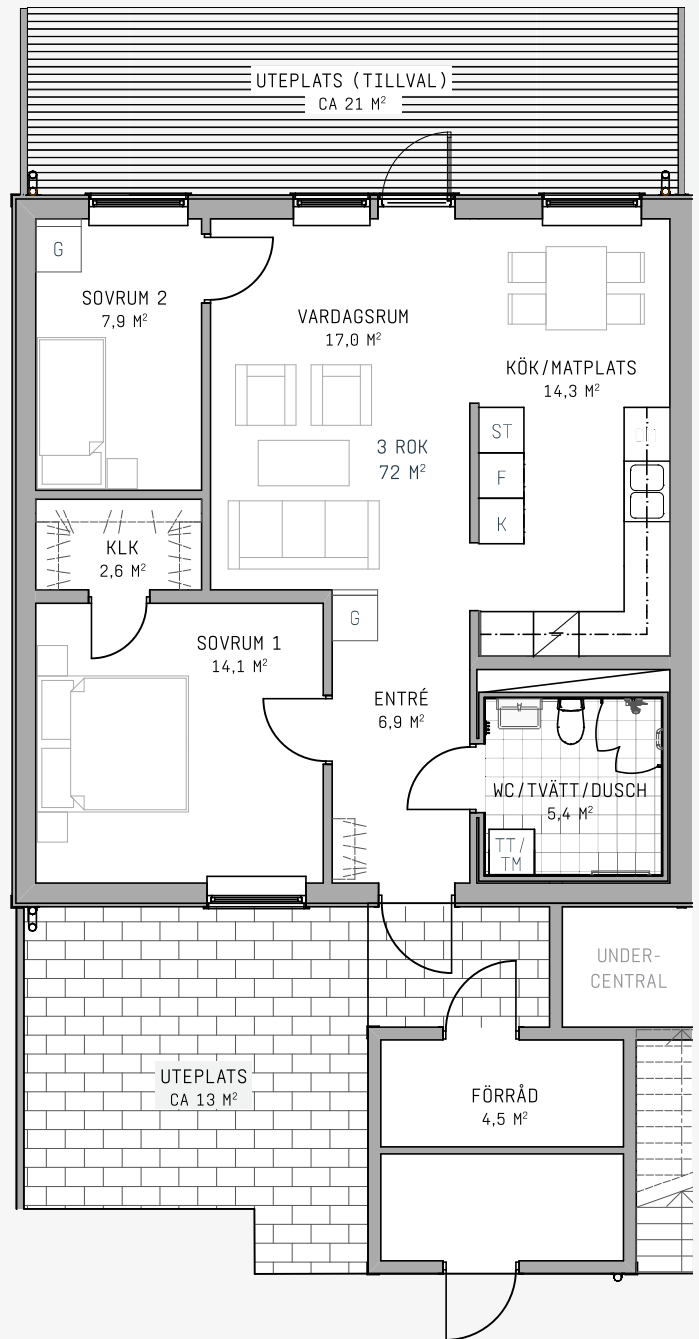 UTEPLATS (TILLVAL)
CA 21 M²
G
SOVRUM 2
7,9 M²
VARDAGSRUM
17,0 M²
KÖK/MATPLATS
14,3 M²
3 ROK
72 M²
ST
F
K
KLK
2,6 M²
G
SOVRUM 1
14,1 M²
ENTRÉ
6,9 M²
WC/TVÄTT/DUSCH
5,4 M²
TT/
TM
UNDER-
CENTRAL
UTEPLATS
CA 13 M²
FÖRRÅD
4,5 M²